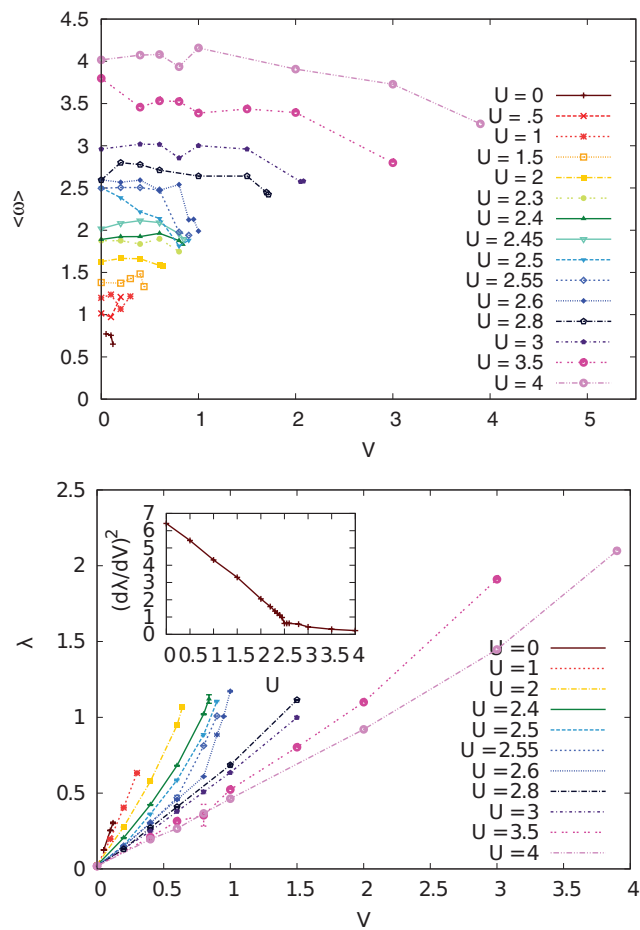 4.5
4
3.5
3
2.5
2
1.5
1
0.5
0
<ω>
0 1 2 3 4 5
V
U = 0
U = .5
U = 1
U = 1.5
U = 2
U = 2.3
U = 2.4
U = 2.45
U = 2.5
U = 2.55
U = 2.6
U = 2.8
U = 3
U = 3.5
U = 4
2.5
2
1.5
1
0.5
0
λ
0 0.5 1 1.5 2 2.5 3 3.5 4
V
7
6
5
4
3
2
1
0
(dλ/dV)²
0 0.5 1 1.5 2 2.5 3 3.5 4
U
U = 0
U = 1
U = 2
U = 2.4
U = 2.5
U = 2.55
U = 2.6
U = 2.8
U = 3
U = 3.5
U = 4